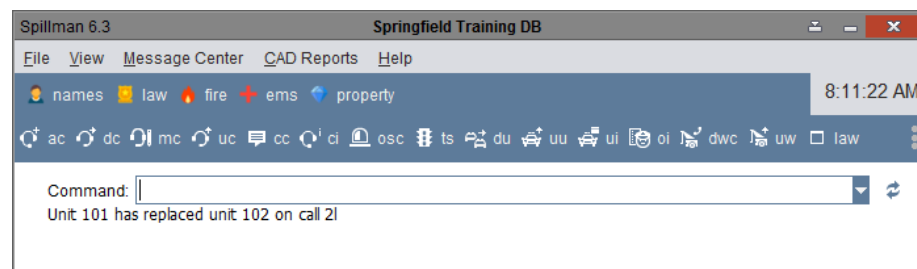 Spillman 6.3 Springfield Training DB
File View Message Center CAD Reports Help
names law fire ems property 8:11:22 AM
ac dc mc uc cc ci osc ts du uu ui oi dwc uw law
Command:
Unit 101 has replaced unit 102 on call 2l